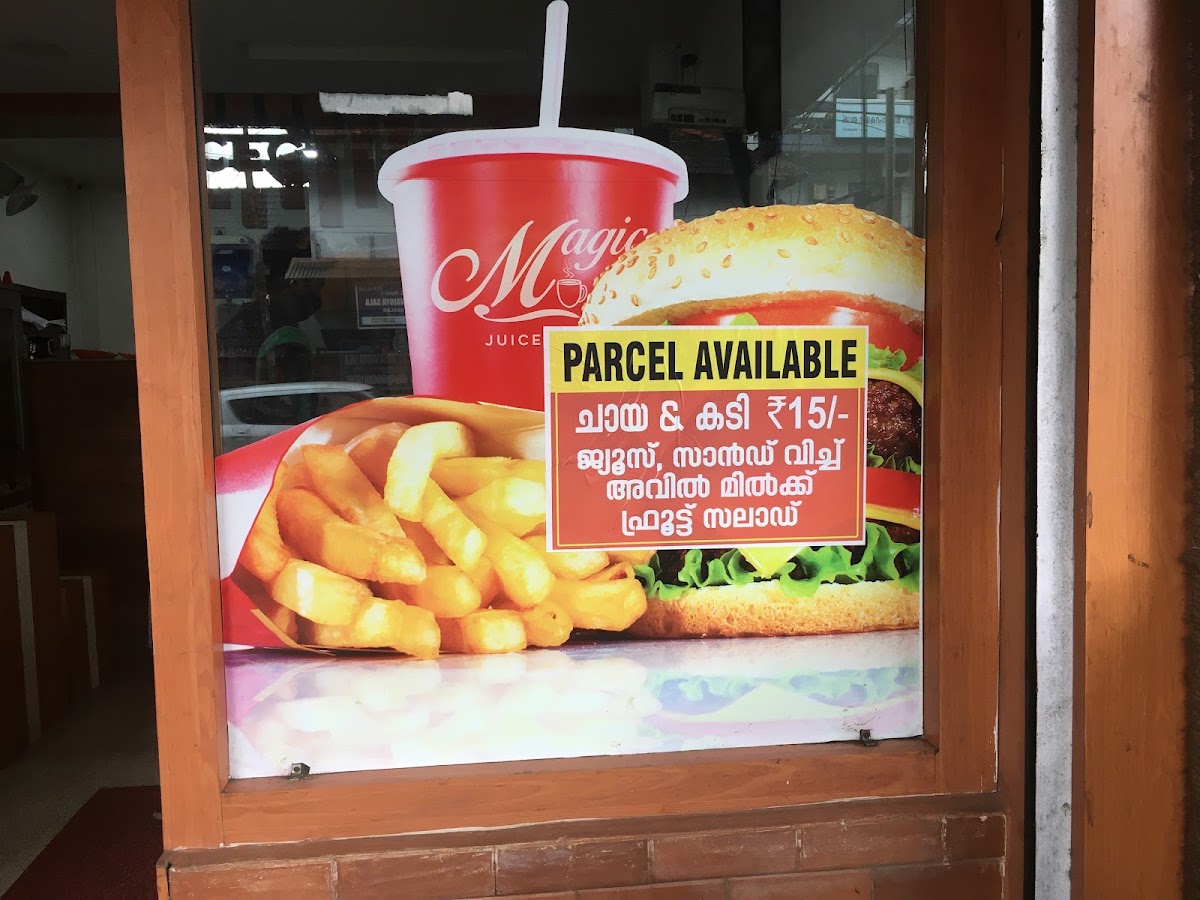 Magic
JUICE
PARCEL AVAILABLE
ചായ & കടി ₹15/-
ജ്യൂസ്, സാൻഡ് വിച്ച്
അവിൽ മിൽക്ക്
ഫ്രൂട്ട് സലാഡ്